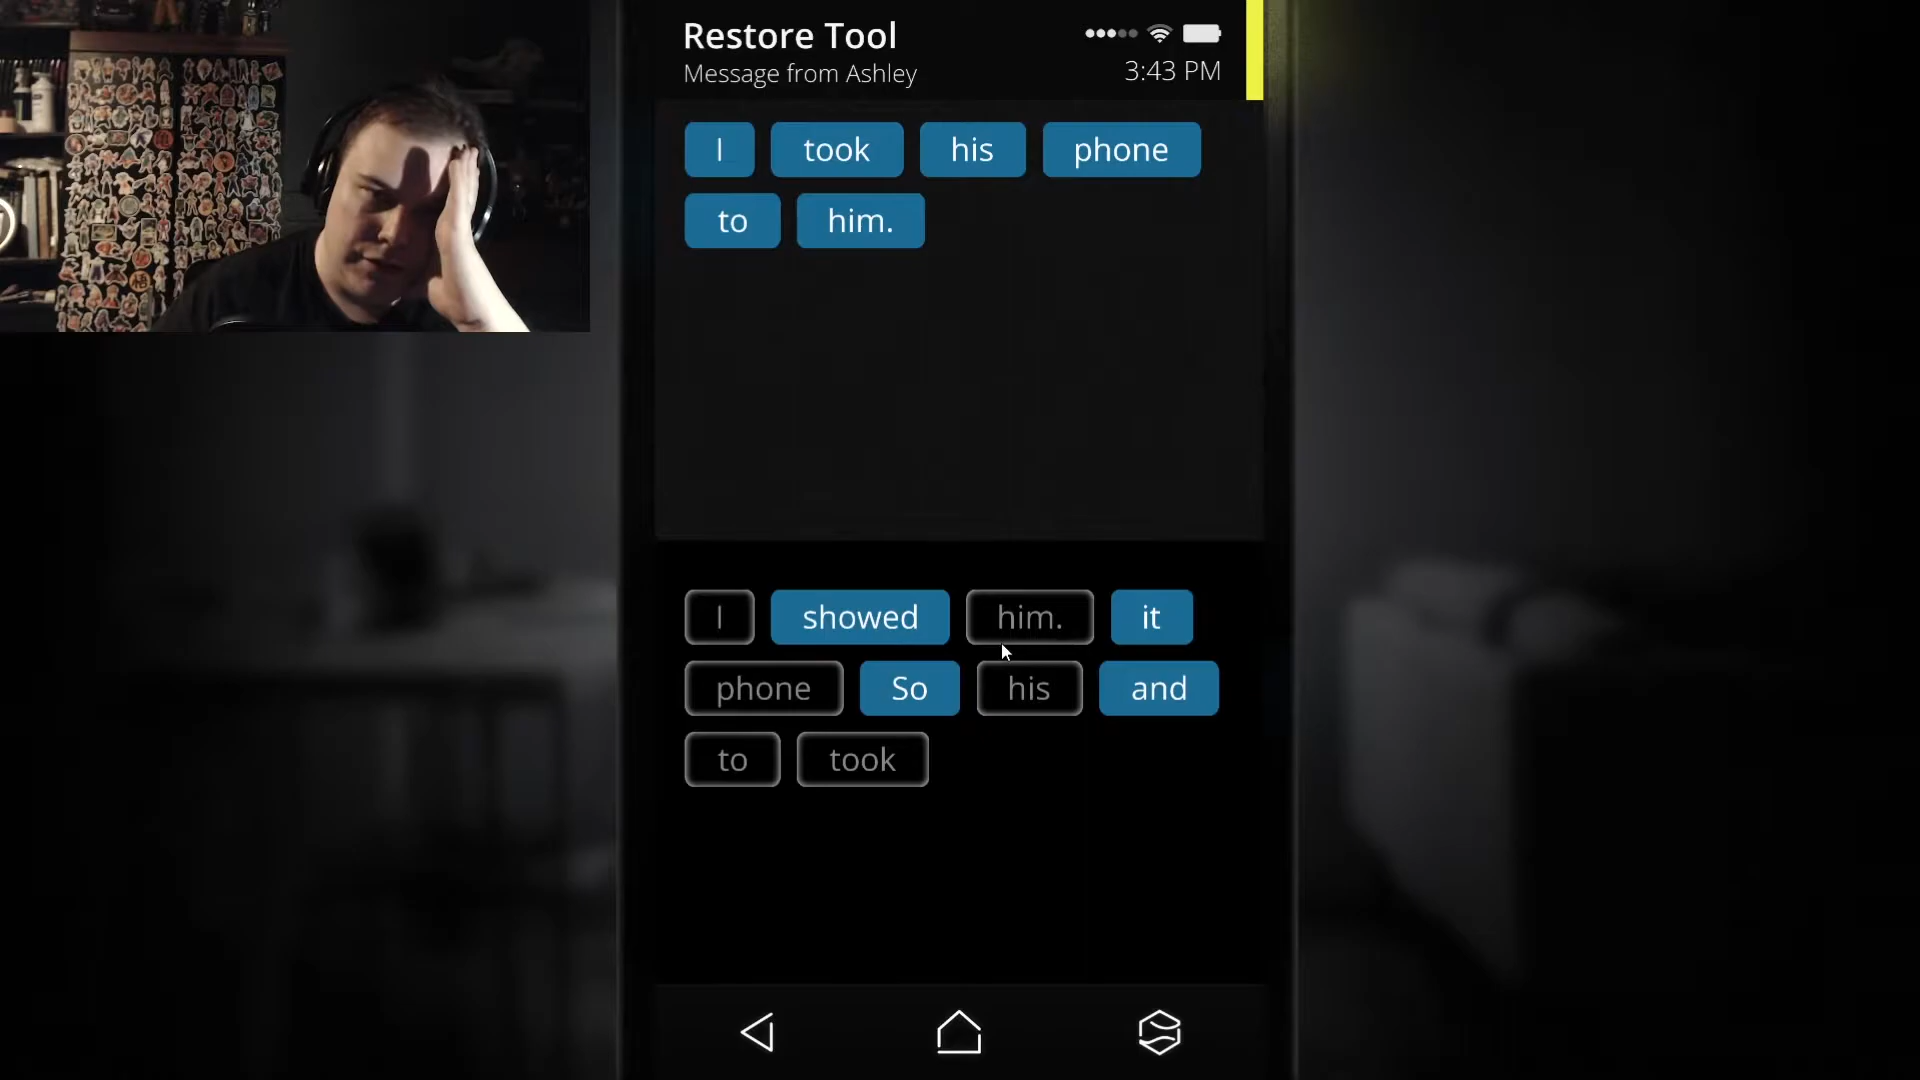 Restore Tool
Message from Ashley
3:43 PM
I took his phone
to him.
I showed him. it
phone So his and
to took